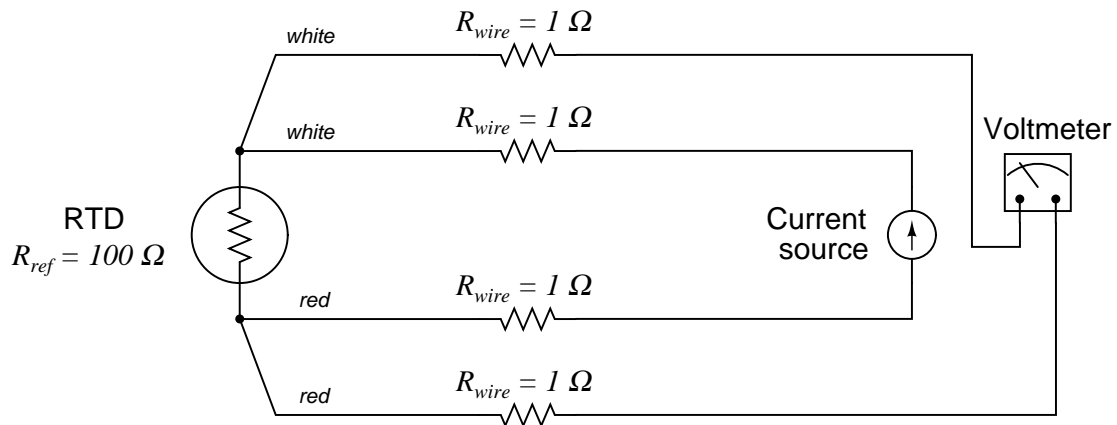 R_wire = 1 Ω
white
R_wire = 1 Ω
white
Voltmeter
RTD
R_ref = 100 Ω
Current
source
R_wire = 1 Ω
red
R_wire = 1 Ω
red